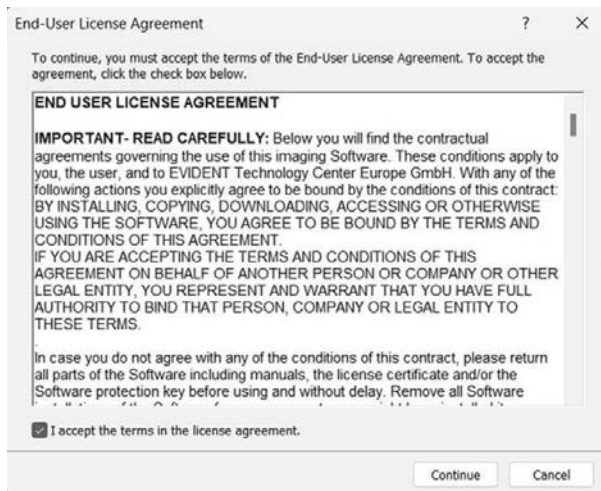 End-User License Agreement ? ×
To continue, you must accept the terms of the End-User License Agreement. To accept the
agreement, click the check box below.
END USER LICENSE AGREEMENT
IMPORTANT- READ CAREFULLY: Below you will find the contractual
agreements governing the use of this imaging Software. These conditions apply to
you, the user, and to EVIDENT Technology Center Europe GmbH. With any of the
following actions you explicitly agree to be bound by the conditions of this contract:
BY INSTALLING, COPYING, DOWNLOADING, ACCESSING OR OTHERWISE
USING THE SOFTWARE, YOU AGREE TO BE BOUND BY THE TERMS AND
CONDITIONS OF THIS AGREEMENT.
IF YOU ARE ACCEPTING THE TERMS AND CONDITIONS OF THIS
AGREEMENT ON BEHALF OF ANOTHER PERSON OR COMPANY OR OTHER
LEGAL ENTITY, YOU REPRESENT AND WARRANT THAT YOU HAVE FULL
AUTHORITY TO BIND THAT PERSON, COMPANY OR LEGAL ENTITY TO
THESE TERMS.
.
In case you do not agree with any of the conditions of this contract, please return
all parts of the Software including manuals, the license certificate and/or the
Software protection key before using and without delay. Remove all Software
I accept the terms in the license agreement.
Continue Cancel